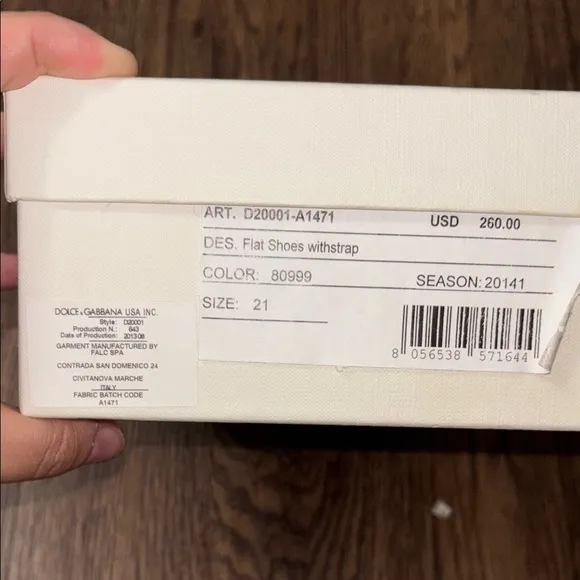 ART. D20001-A1471 USD 260.00
DES. Flat Shoes withstrap
COLOR: 80999 SEASON: 20141
SIZE: 21
8 056538 571644
DOLCE & GABBANA USA INC.
Style: D20001
Production N.: 643
Date of Production: 201308
GARMENT MANUFACTURED BY
FALC SPA
CONTRADA SAN DOMENICO 24
CIVITANOVA MARCHE
ITALY
FABRIC BATCH CODE
A1471